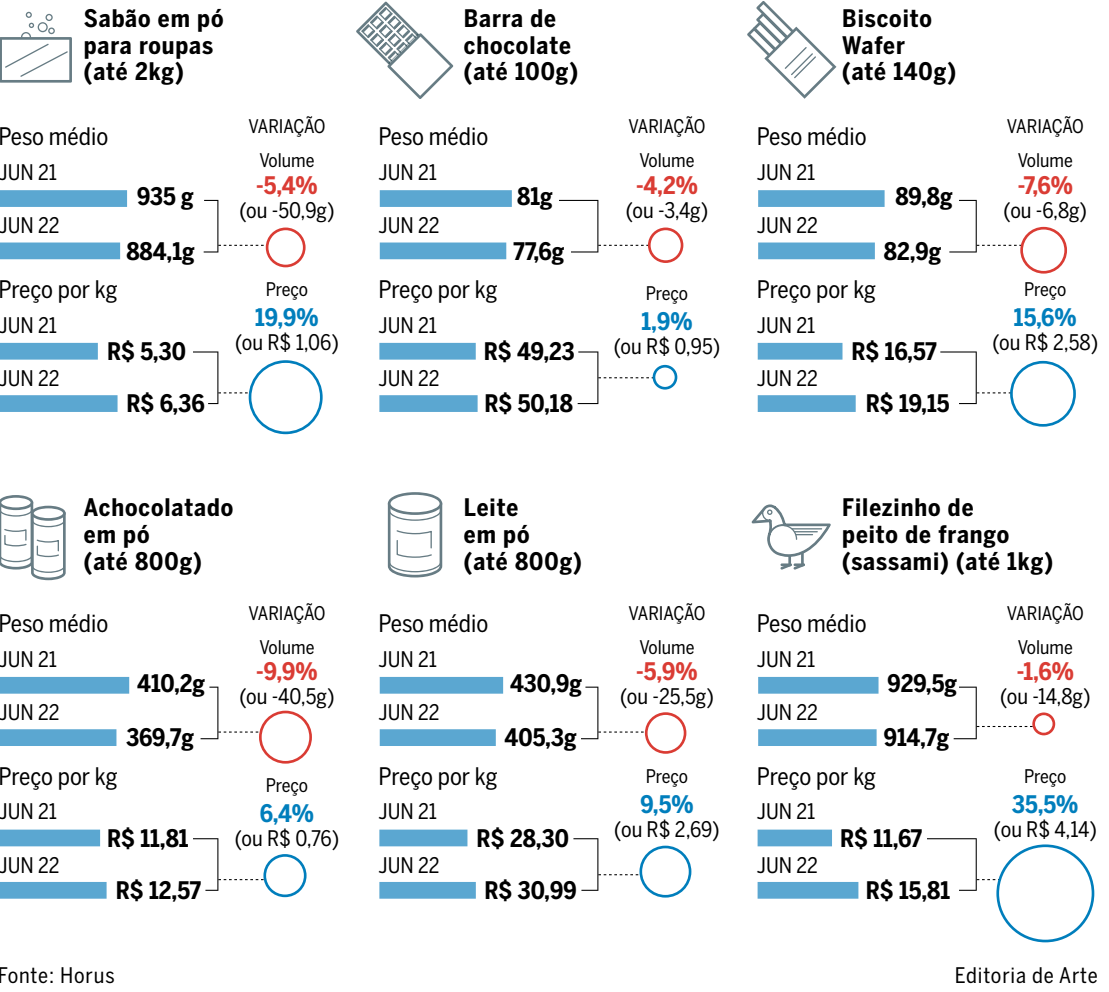 Sabão em pó
para roupas
(até 2kg)
Peso médio
VARIAÇÃO
JUN 21
935 g
JUN 22
884,1g
Volume
-5,4%
(ou -50,9g)
Preço por kg
JUN 21
R$ 5,30
JUN 22
R$ 6,36
Preço
19,9%
(ou R$ 1,06)
Barra de
chocolate
(até 100g)
Peso médio
VARIAÇÃO
JUN 21
81g
JUN 22
77,6g
Volume
-4,2%
(ou -3,4g)
Preço por kg
JUN 21
R$ 49,23
JUN 22
R$ 50,18
Preço
1,9%
(ou R$ 0,95)
Biscoito
Wafer
(até 140g)
Peso médio
VARIAÇÃO
JUN 21
89,8g
JUN 22
82,9g
Volume
-7,6%
(ou -6,8g)
Preço por kg
JUN 21
R$ 16,57
JUN 22
R$ 19,15
Preço
15,6%
(ou R$ 2,58)
Achocolatado
em pó
(até 800g)
Peso médio
VARIAÇÃO
JUN 21
410,2g
JUN 22
369,7g
Volume
-9,9%
(ou -40,5g)
Preço por kg
JUN 21
R$ 11,81
JUN 22
R$ 12,57
Preço
6,4%
(ou R$ 0,76)
Leite
em pó
(até 800g)
Peso médio
VARIAÇÃO
JUN 21
430,9g
JUN 22
405,3g
Volume
-5,9%
(ou -25,5g)
Preço por kg
JUN 21
R$ 28,30
JUN 22
R$ 30,99
Preço
9,5%
(ou R$ 2,69)
Filezinho de
peito de frango
(sassami) (até 1kg)
Peso médio
VARIAÇÃO
JUN 21
929,5g
JUN 22
914,7g
Volume
-1,6%
(ou -14,8g)
Preço por kg
JUN 21
R$ 11,67
JUN 22
R$ 15,81
Preço
35,5%
(ou R$ 4,14)
Fonte: Horus
Editoria de Arte